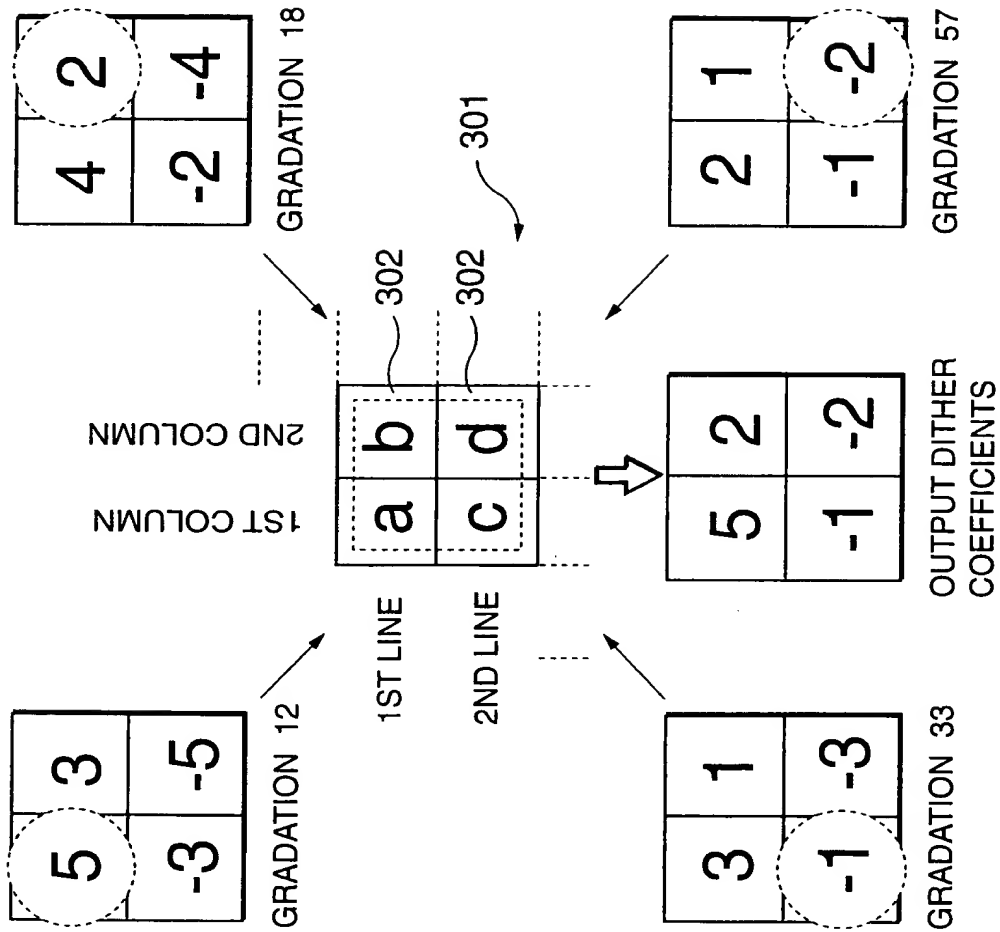 5 3
-3 -5
GRADATION 12
4 2
-2 -4
GRADATION 18
1ST COLUMN
2ND COLUMN
1ST LINE
2ND LINE
a b
c d
302
302
301
3 1
-1 -3
GRADATION 33
5 2
-1 -2
OUTPUT DITHER
COEFFICIENTS
2 1
-1 -2
GRADATION 57